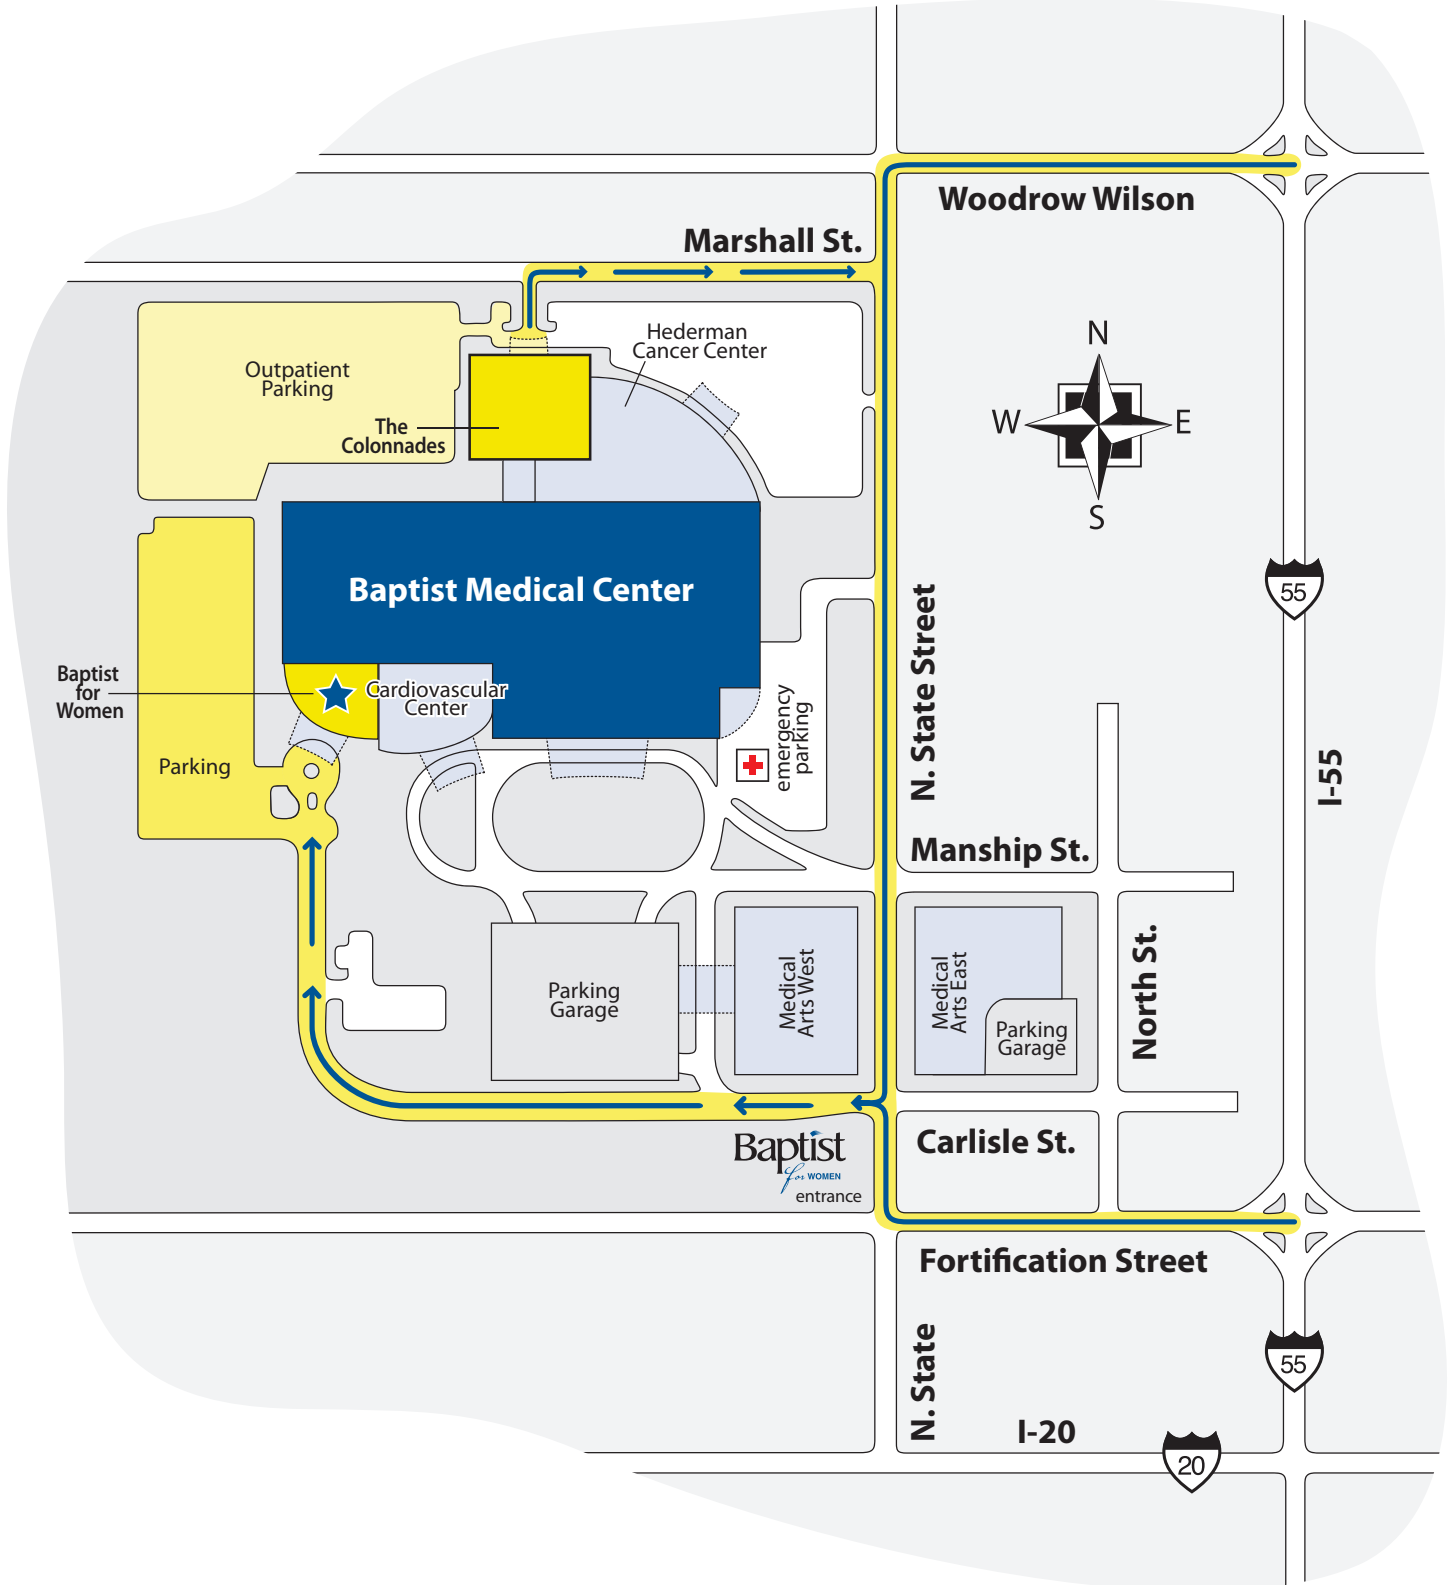 Woodrow Wilson
Marshall St.
Hederman
Cancer Center
Outpatient
Parking
The
Colonnades
N
W
E
S
Baptist Medical Center
55
N. State Street
Baptist
for
Women
Cardiovascular
Center
Parking
emergency
parking
I-55
Manship St.
Parking
Garage
Medical
Arts West
Medical
Arts East
Parking
Garage
North St.
Baptist
for WOMEN
entrance
Carlisle St.
Fortification Street
N. State
55
I-20
20